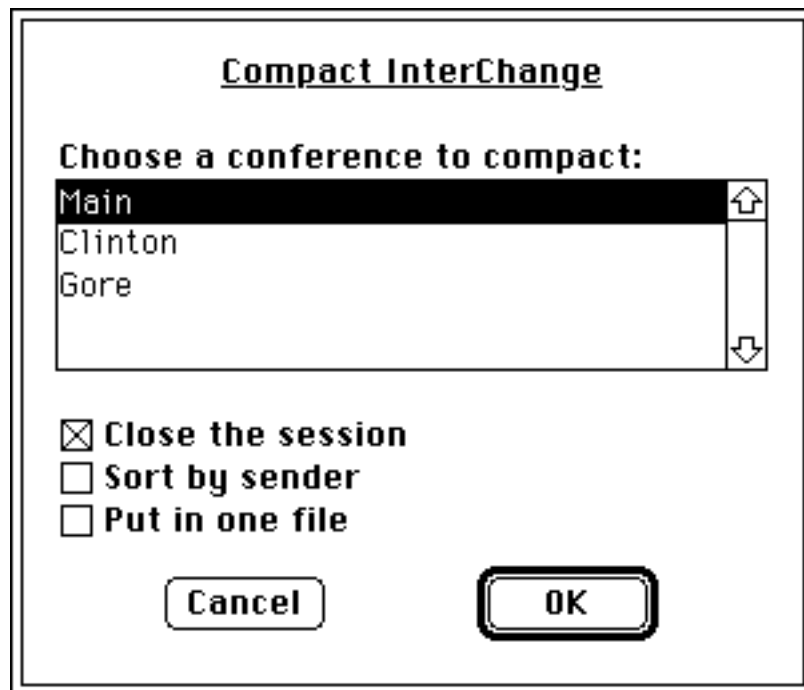 Compact InterChange
Choose a conference to compact:
Main
Clinton
Gore
Close the session
Sort by sender
Put in one file
Cancel OK